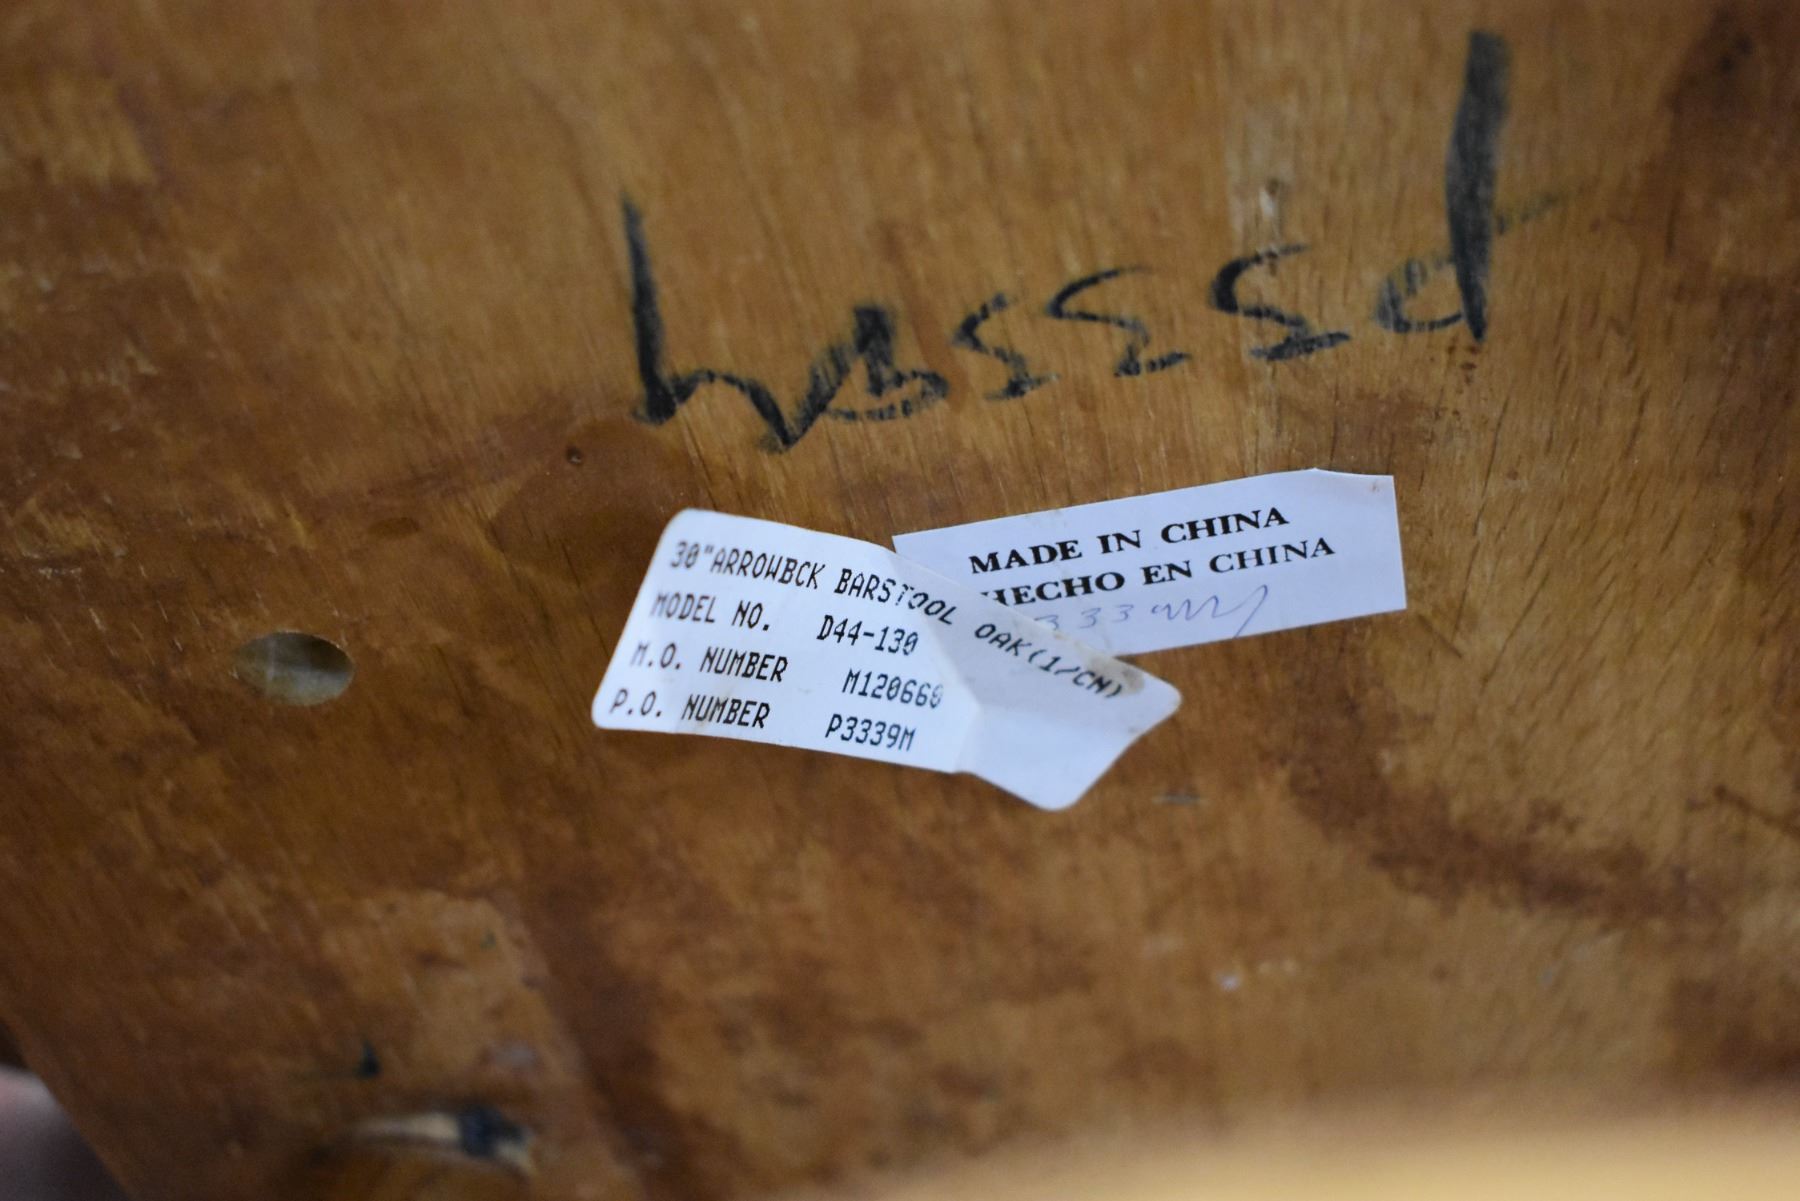 30"ARROWBCK BARSTOOL OAK(1/CN)
MODEL NO. D44-130
M.O. NUMBER M120660
P.O. NUMBER P3339M
MADE IN CHINA
HECHO EN CHINA